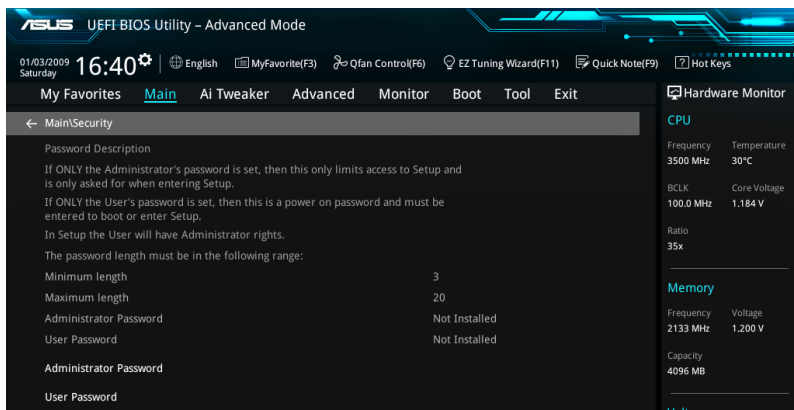 ASUS UEFI BIOS Utility – Advanced Mode
01/03/2009 Saturday 16:40 English MyFavorite(F3) Qfan Control(F6) EZ Tuning Wizard(F11) Quick Note(F9) ? Hot Keys
My Favorites Main Ai Tweaker Advanced Monitor Boot Tool Exit
Hardware Monitor
← Main\Security
Password Description
If ONLY the Administrator's password is set, then this only limits access to Setup and
is only asked for when entering Setup.
If ONLY the User's password is set, then this is a power on password and must be
entered to boot or enter Setup.
In Setup the User will have Administrator rights.
The password length must be in the following range:
Minimum length 3
Maximum length 20
Administrator Password Not Installed
User Password Not Installed
Administrator Password
User Password
CPU
Frequency Temperature
3500 MHz 30°C
BCLK Core Voltage
100.0 MHz 1.184 V
Ratio
35x
Memory
Frequency Voltage
2133 MHz 1.200 V
Capacity
4096 MB